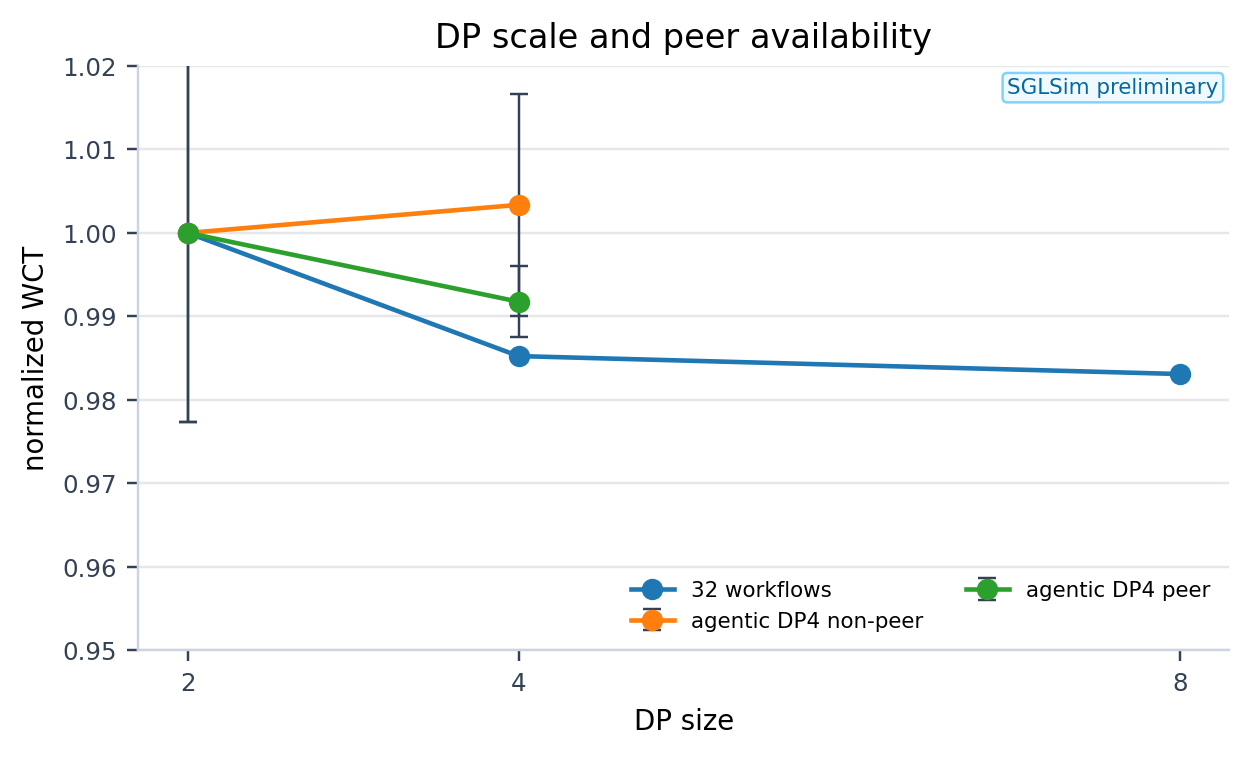 DP scale and peer availability
SGLSim preliminary
normalized WCT
1.02
1.01
1.00
0.99
0.98
0.97
0.96
0.95
32 workflows
agentic DP4 non-peer
agentic DP4 peer
2
4
8
DP size